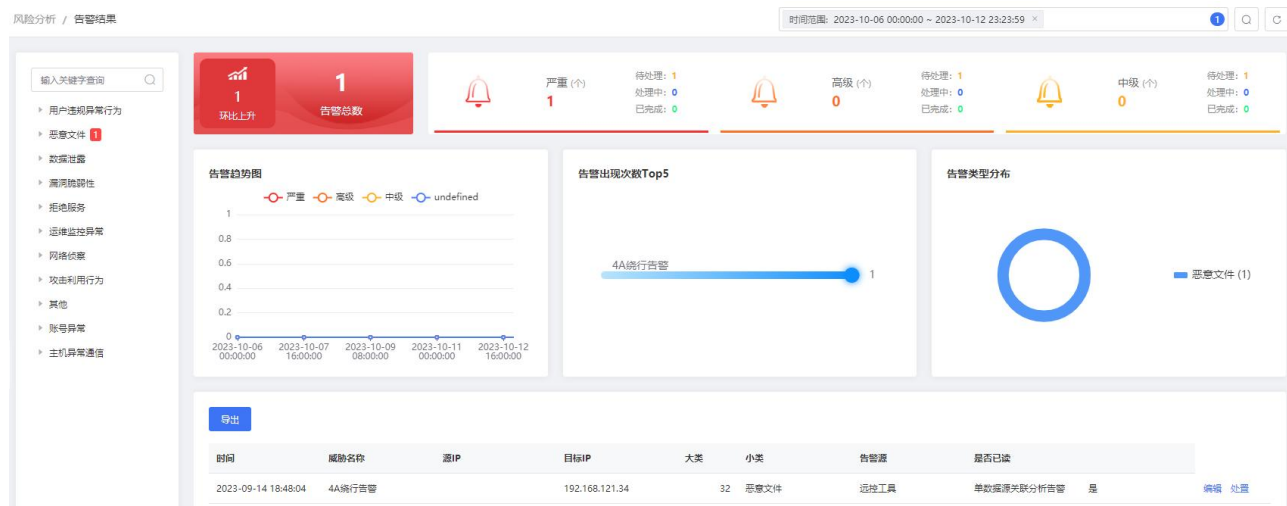 风险分析 / 告警结果
时间范围: 2023-10-06 00:00:00 ~ 2023-10-12 23:23:59 ×
1
输入关键字查询
用户违规异常行为
恶意文件 1
数据泄露
漏洞脆弱性
拒绝服务
运维监控异常
网络侦察
攻击利用行为
其他
账号异常
主机异常通信
1
环比上升
1
告警总数
严重 (个)
1
待处理: 1
处理中: 0
已完成: 0
高级 (个)
0
待处理: 1
处理中: 0
已完成: 0
中级 (个)
0
待处理: 1
处理中: 0
已完成: 0
告警趋势图
严重 高级 中级 undefined
1
0.8
0.6
0.4
0.2
0
2023-10-06 00:00:00
2023-10-07 16:00:00
2023-10-09 08:00:00
2023-10-11 00:00:00
2023-10-12 16:00:00
告警出现次数Top5
4A绕行告警 1
告警类型分布
恶意文件 (1)
导出
时间 威胁名称 源IP 目标IP 大类 小类 告警源 是否已读
2023-09-14 18:48:04 4A绕行告警 192.168.121.34 32 恶意文件 远控工具 单数据源关联分析告警 是 编辑 处置